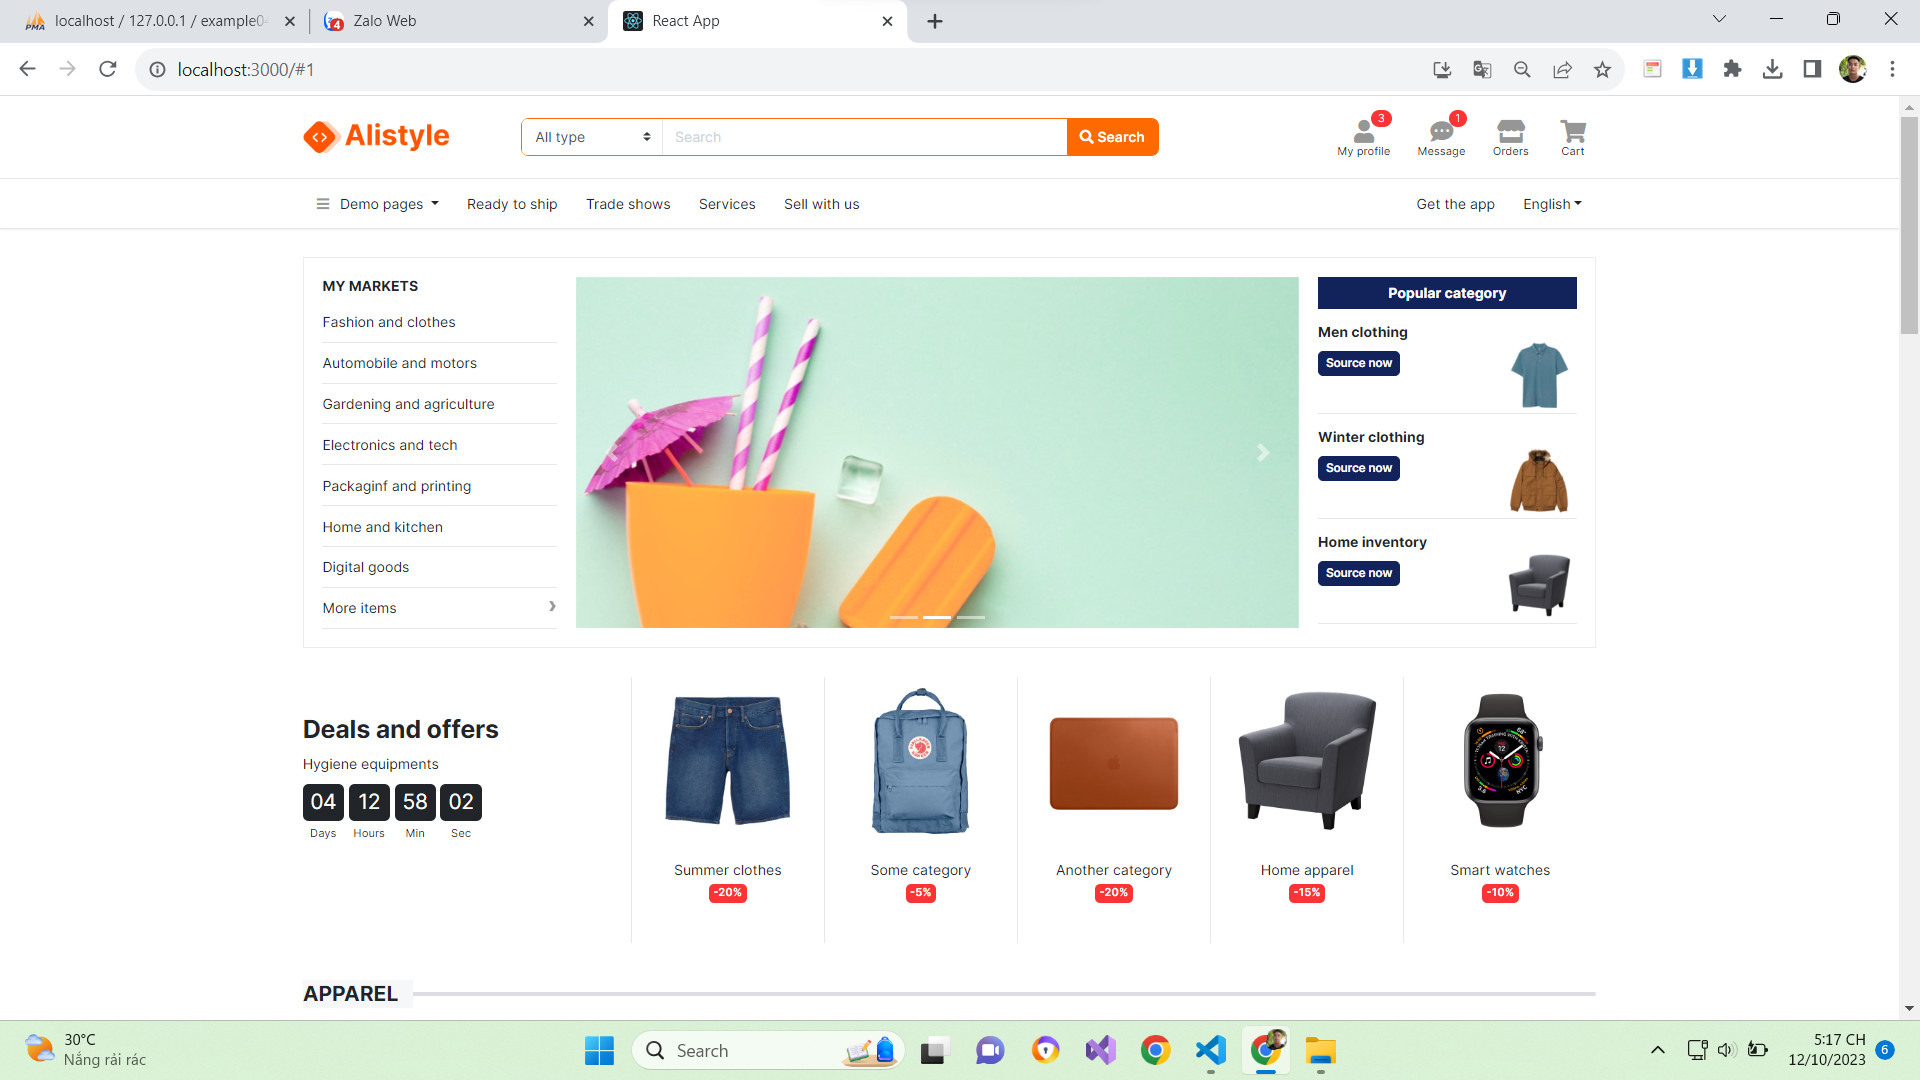 localhost / 127.0.0.1 / example04
Zalo Web
React App
localhost:3000/#1
Alistyle
All type
Search
Search
3
My profile
1
Message
Orders
Cart
Demo pages
Ready to ship
Trade shows
Services
Sell with us
Get the app
English
MY MARKETS
Fashion and clothes
Automobile and motors
Gardening and agriculture
Electronics and tech
Packaginf and printing
Home and kitchen
Digital goods
More items
Popular category
Men clothing
Source now
Winter clothing
Source now
Home inventory
Source now
Deals and offers
Hygiene equipments
04 12 58 02
Days Hours Min Sec
Summer clothes
-20%
Some category
-5%
Another category
-20%
Home apparel
-15%
Smart watches
-10%
APPAREL
30°C
Nắng rải rác
Search
5:17 CH
12/10/2023
6